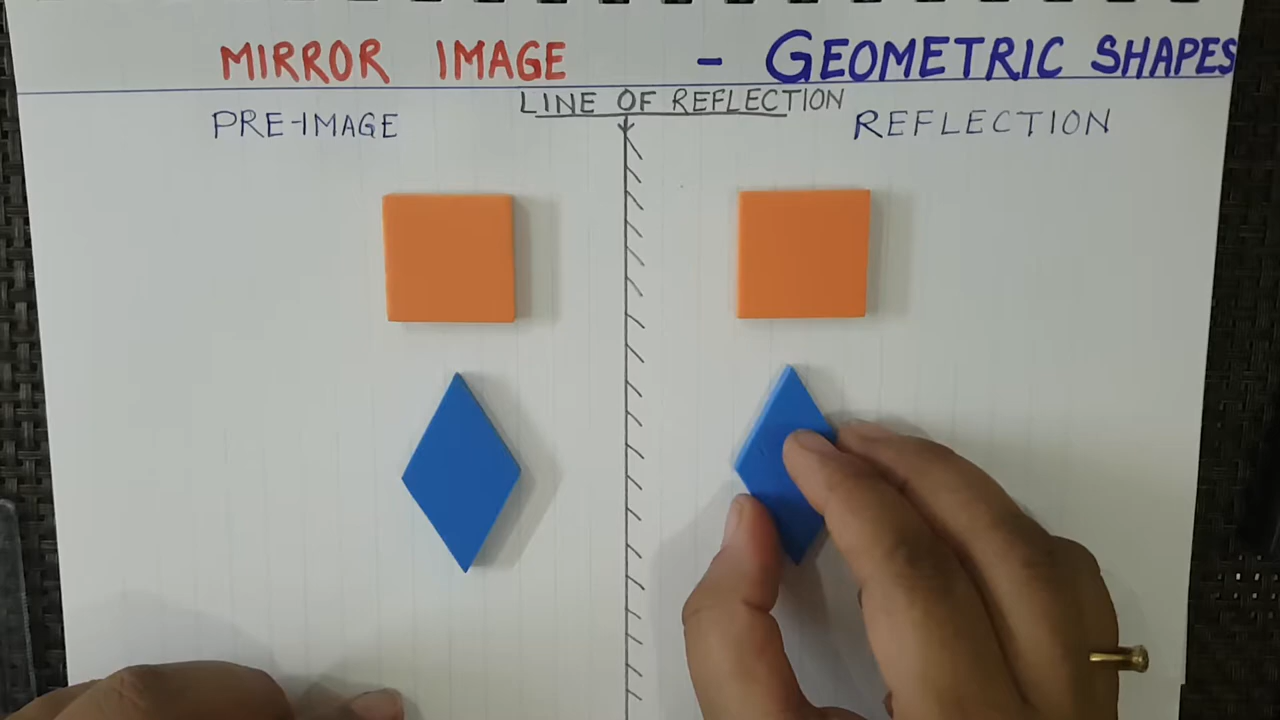 MIRROR IMAGE - GEOMETRIC SHAPES
LINE OF REFLECTION
PRE-IMAGE
REFLECTION